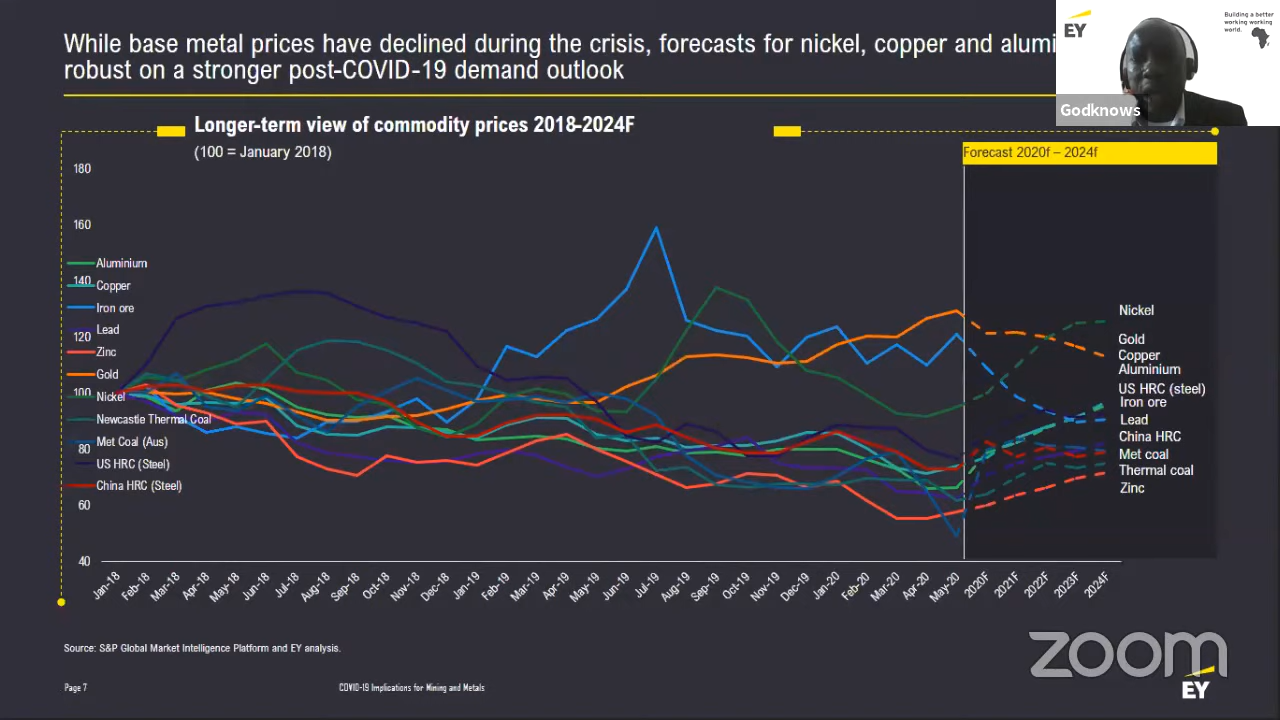 While base metal prices have declined during the crisis, forecasts for nickel, copper and alumi
robust on a stronger post-COVID-19 demand outlook
EY
Building a better
working working
world.
Godknows
Longer-term view of commodity prices 2018-2024F
(100 = January 2018)
Forecast 2020f – 2024f
180
160
140
120
100
80
60
40
Aluminium
Copper
Iron ore
Lead
Zinc
Gold
Nickel
Newcastle Thermal Coal
Met Coal (Aus)
US HRC (Steel)
China HRC (Steel)
Nickel
Gold
Copper
Aluminium
US HRC (steel)
Iron ore
Lead
China HRC
Met coal
Thermal coal
Zinc
Jan-18
Feb-18
Mar-18
Apr-18
May-18
Jun-18
Jul-18
Aug-18
Sep-18
Oct-18
Nov-18
Dec-18
Jan-19
Feb-19
Mar-19
Apr-19
May-19
Jun-19
Jul-19
Aug-19
Sep-19
Oct-19
Nov-19
Dec-19
Jan-20
Feb-20
Mar-20
Apr-20
May-20
2020F
2021F
2022F
2023F
2024F
Source: S&P Global Market Intelligence Platform and EY analysis.
zoom
Page 7
COVID-19 Implications for Mining and Metals
EY